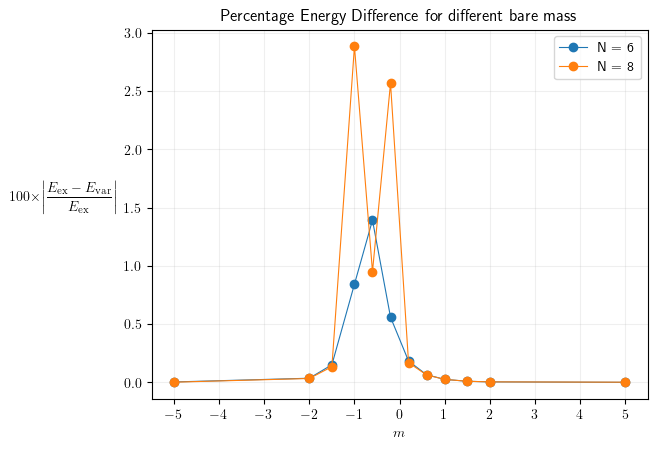 Percentage Energy Difference for different bare mass
3.0
2.5
2.0
1.5
1.0
0.5
0.0
100×|E_ex − E_var / E_ex|
N = 6
N = 8
−5 −4 −3 −2 −1 0 1 2 3 4 5
m